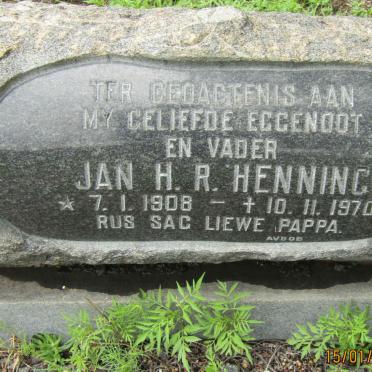 TER GEDAGTENIS AAN
MY GELIEFDE EGGENOOT
EN VADER
JAN H. R. HENNING
* 7. 1. 1908 – ✝ 10. 11. 1970
RUS SAG LIEWE PAPPA.
AVBOB
15/01/